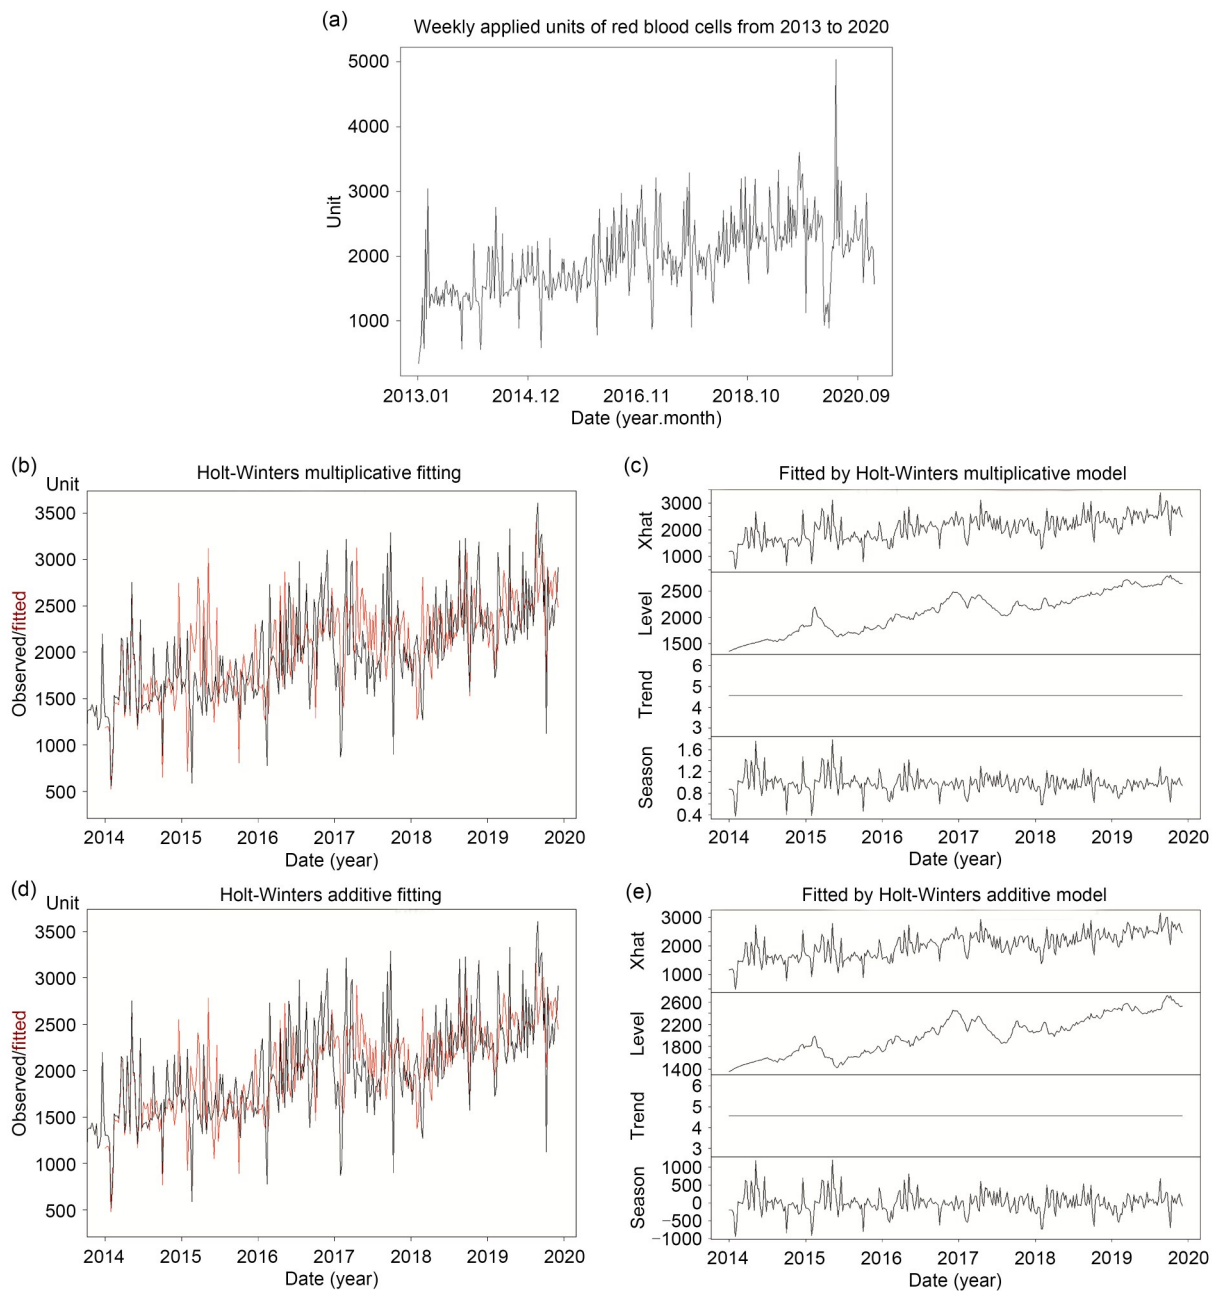 (a)
Weekly applied units of red blood cells from 2013 to 2020
5000
4000
3000
2000
1000
Unit
2013.01 2014.12 2016.11 2018.10 2020.09
Date (year.month)
(b)
Holt-Winters multiplicative fitting
Unit
3500
3000
2500
2000
1500
1000
500
Observed/fitted
2014 2015 2016 2017 2018 2019 2020
Date (year)
(c)
Fitted by Holt-Winters multiplicative model
3000
2000
1000
Xhat
2500
2000
1500
Level
6
5
4
3
Trend
1.6
1.2
0.8
0.4
Season
2014 2015 2016 2017 2018 2019 2020
Date (year)
(d)
Holt-Winters additive fitting
Unit
3500
3000
2500
2000
1500
1000
500
Observed/fitted
2014 2015 2016 2017 2018 2019 2020
Date (year)
(e)
Fitted by Holt-Winters additive model
3000
2000
1000
Xhat
2600
2200
1800
1400
Level
6
5
4
3
Trend
1000
500
0
−500
−1000
Season
2014 2015 2016 2017 2018 2019 2020
Date (year)